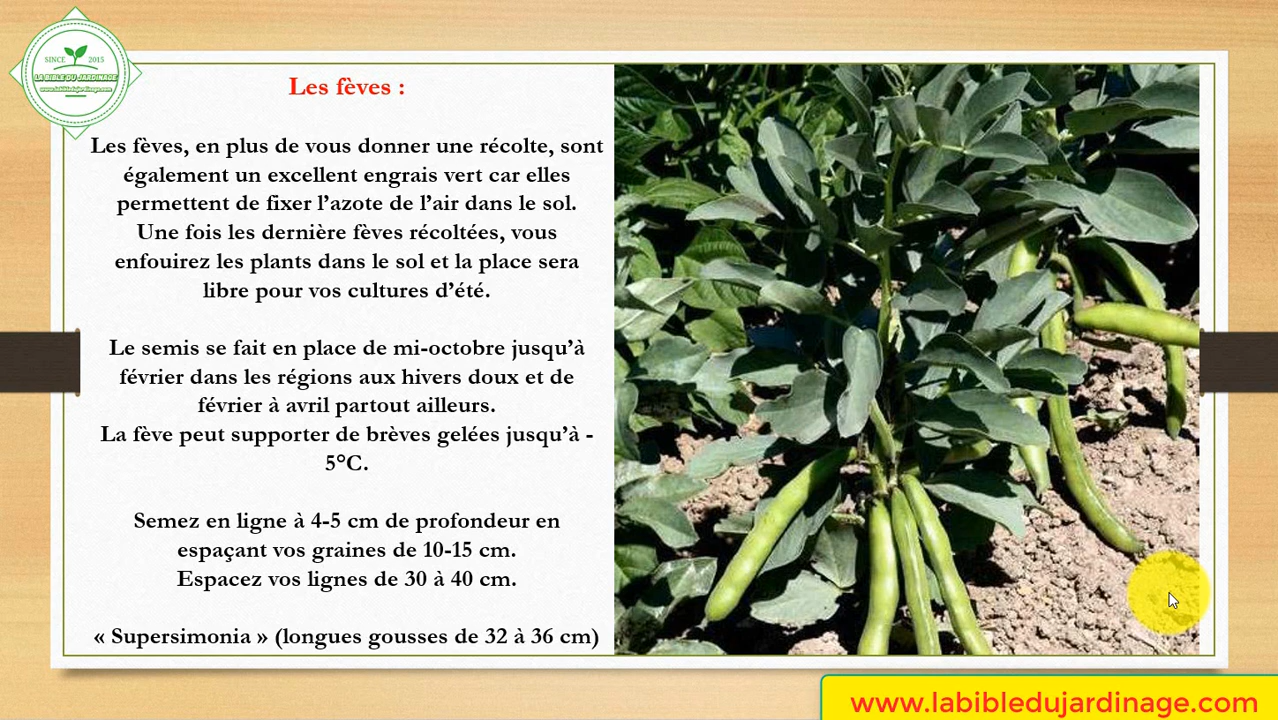 SINCE 2015
LA BIBLE DU JARDINAGE
www.labibledujardinage.com
Les fèves :
Les fèves, en plus de vous donner une récolte, sont
également un excellent engrais vert car elles
permettent de fixer l’azote de l’air dans le sol.
Une fois les dernière fèves récoltées, vous
enfouirez les plants dans le sol et la place sera
libre pour vos cultures d’été.
Le semis se fait en place de mi-octobre jusqu’à
février dans les régions aux hivers doux et de
février à avril partout ailleurs.
La fève peut supporter de brèves gelées jusqu’à -
5°C.
Semez en ligne à 4-5 cm de profondeur en
espaçant vos graines de 10-15 cm.
Espacez vos lignes de 30 à 40 cm.
« Supersimonia » (longues gousses de 32 à 36 cm)
www.labibledujardinage.com